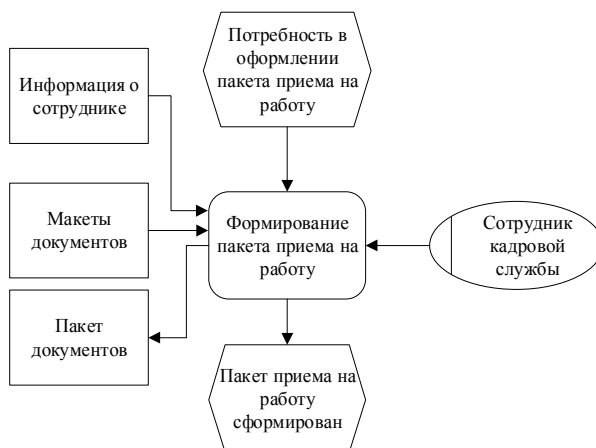 Потребность в
оформлении
пакета приема на
работу
Информация о
сотруднике
Макеты
документов
Формирование
пакета приема на
работу
Сотрудник
кадровой
службы
Пакет
документов
Пакет приема на
работу
сформирован